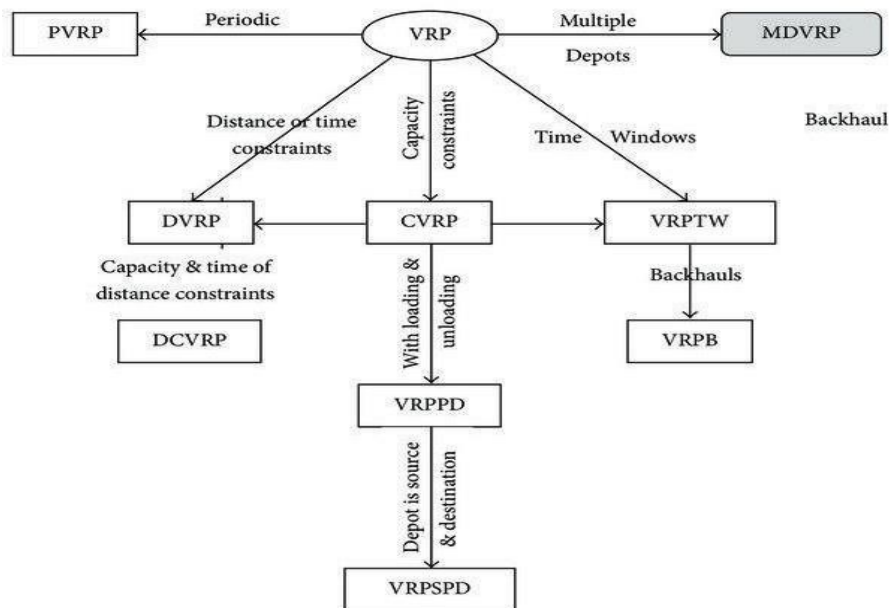 PVRP
Periodic
VRP
Multiple
Depots
MDVRP
Distance or time
constraints
Capacity
constraints
Time Windows
Backhaul
DVRP
CVRP
VRPTW
Capacity & time of
distance constraints
With loading &
unloading
Backhauls
DCVRP
VRPB
VRPPD
Depot is source
& destination
VRPSPD